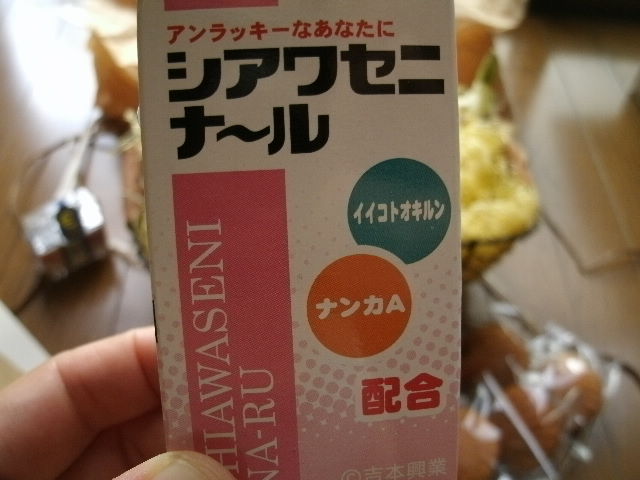 アンラッキーなあなたに
シアワセニ
ナ〜ル
イイコトオキルン
ナンカA
配合
HIAWASENI
NA-RU
©吉本興業